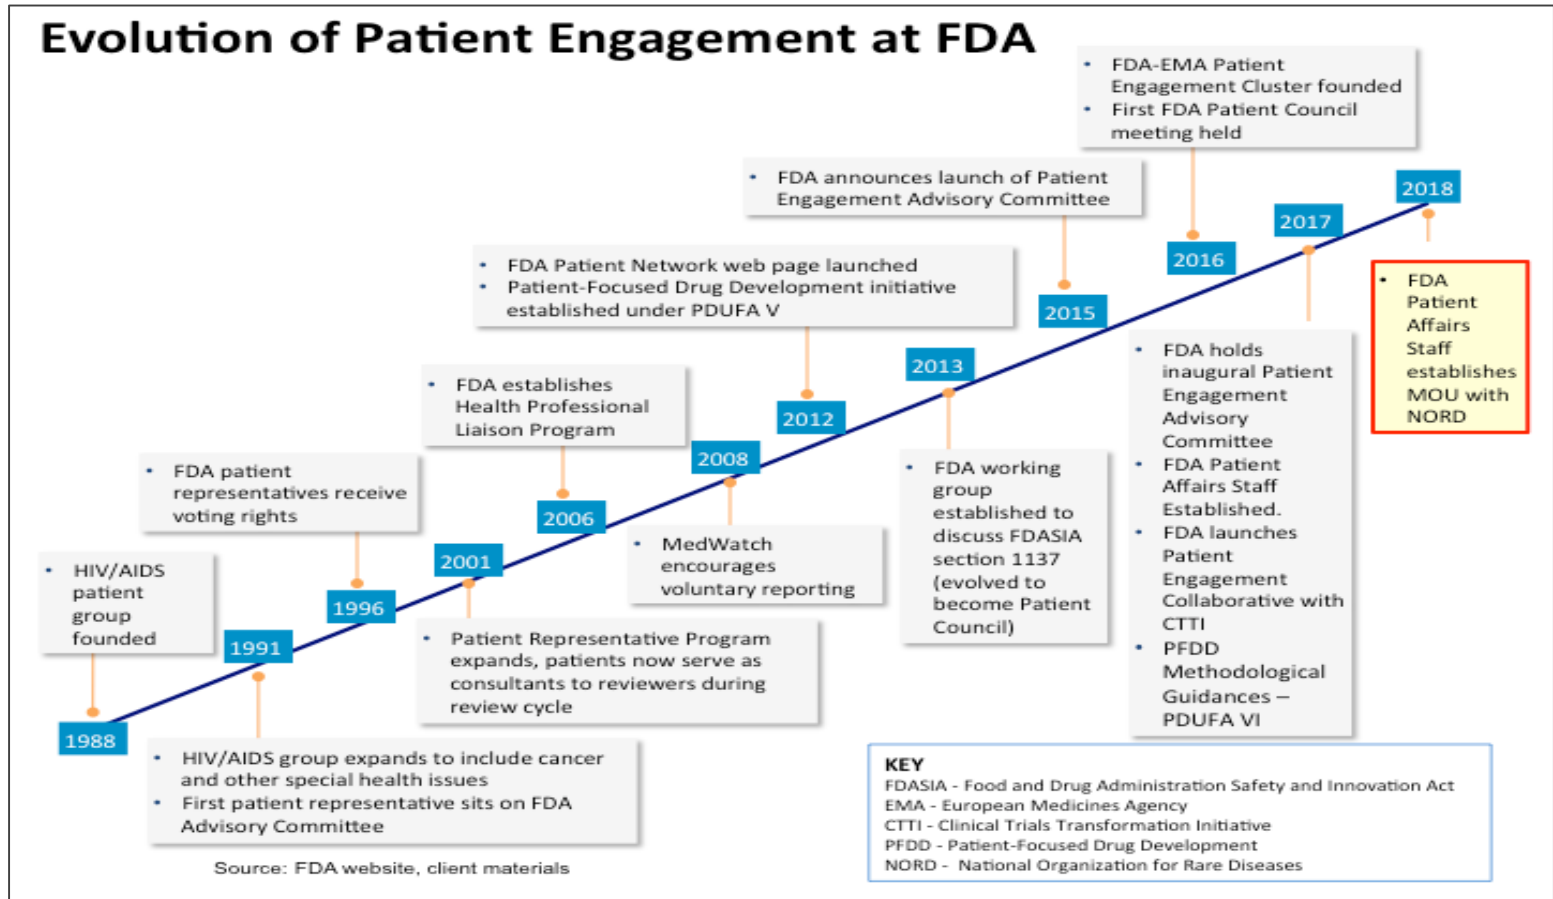 Evolution of Patient Engagement at FDA
• FDA-EMA Patient
Engagement Cluster founded
• First FDA Patient Council
meeting held
• FDA announces launch of Patient
Engagement Advisory Committee
2018
2017
2016
• FDA Patient Network web page launched
• Patient-Focused Drug Development initiative
established under PDUFA V
2015
• FDA
Patient
Affairs
Staff
establishes
MOU with
NORD
• FDA holds
inaugural Patient
Engagement
Advisory
Committee
• FDA Patient
Affairs Staff
Established.
• FDA launches
Patient
Engagement
Collaborative with
CTTI
• PFDD
Methodological
Guidances –
PDUFA VI
2013
• FDA establishes
Health Professional
Liaison Program
2012
2008
• FDA working
group
established to
discuss FDASIA
section 1137
(evolved to
become Patient
Council)
• FDA patient
representatives receive
voting rights
2006
• MedWatch
encourages
voluntary reporting
2001
• HIV/AIDS
patient
group
founded
1996
• Patient Representative Program
expands, patients now serve as
consultants to reviewers during
review cycle
1991
1988
• HIV/AIDS group expands to include cancer
and other special health issues
• First patient representative sits on FDA
Advisory Committee
KEY
FDASIA - Food and Drug Administration Safety and Innovation Act
EMA - European Medicines Agency
CTTI - Clinical Trials Transformation Initiative
PFDD - Patient-Focused Drug Development
NORD - National Organization for Rare Diseases
Source: FDA website, client materials